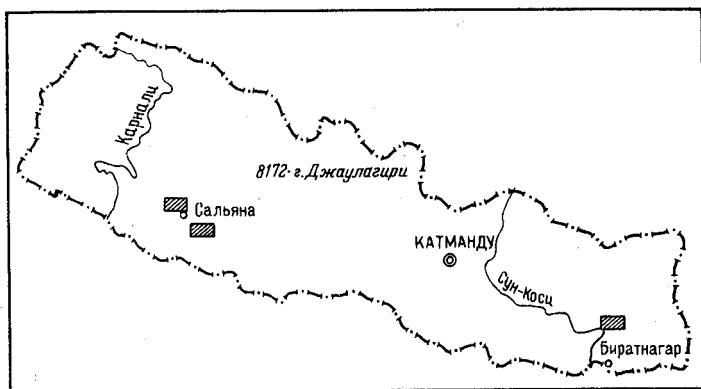 Карнали
8172·г.Джаулагири
Сальяна
КАТМАНДУ
Сун-Коси
Биратнагар